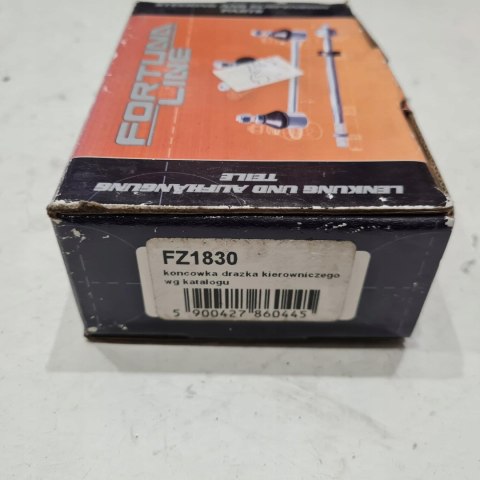 FORTUNA
LINE
LENKUNG UND AUFHÄNGUNG
TEILE
FZ1830
koncowka drazka kierowniczego
wg katalogu
5 900427 860445